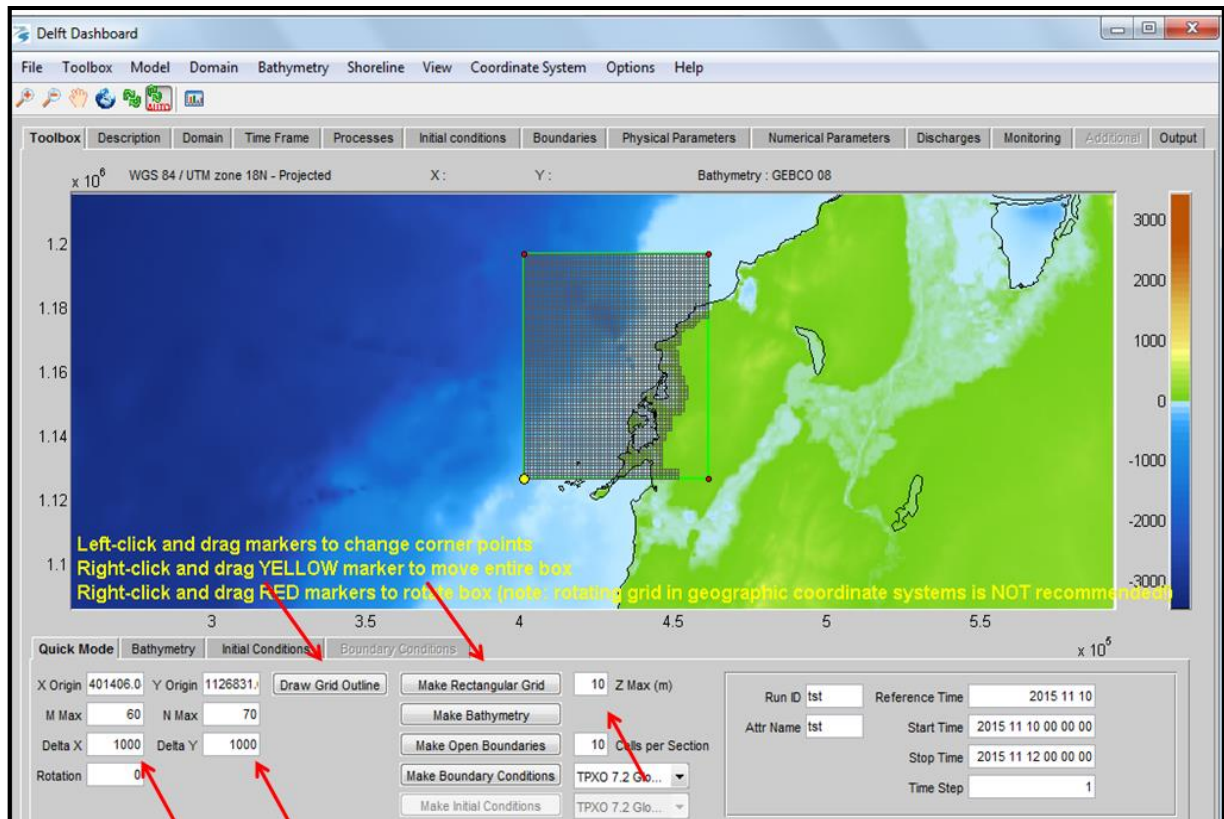 Delft Dashboard
File Toolbox Model Domain Bathymetry Shoreline View Coordinate System Options Help
AUTO
Toolbox Description Domain Time Frame Processes Initial conditions Boundaries Physical Parameters Numerical Parameters Discharges Monitoring Additional Output
x 10^6 WGS 84 / UTM zone 18N - Projected X : Y : Bathymetry : GEBCO 08
3000
1.2
2000
1.18
1000
1.16
0
1.14
-1000
1.12
-2000
Left-click and drag markers to change corner points
1.1 Right-click and drag YELLOW marker to move entire box
-3000
Right-click and drag RED markers to rotate box (note: rotating grid in geographic coordinate systems is NOT recommended!)
3 3.5 4 4.5 5 5.5
x 10^5
Quick Mode Bathymetry Initial Conditions Boundary Conditions
X Origin 401406.0 Y Origin 1126831. Draw Grid Outline Make Rectangular Grid 10 Z Max (m)
Run ID tst Reference Time 2015 11 10
M Max 60 N Max 70 Make Bathymetry
Attr Name tst Start Time 2015 11 10 00 00 00
Delta X 1000 Delta Y 1000 Make Open Boundaries 10 Cells per Section
Stop Time 2015 11 12 00 00 00
Rotation 0 Make Boundary Conditions TPXO 7.2 Glo...
Time Step 1
Make Initial Conditions TPXO 7.2 Glo...